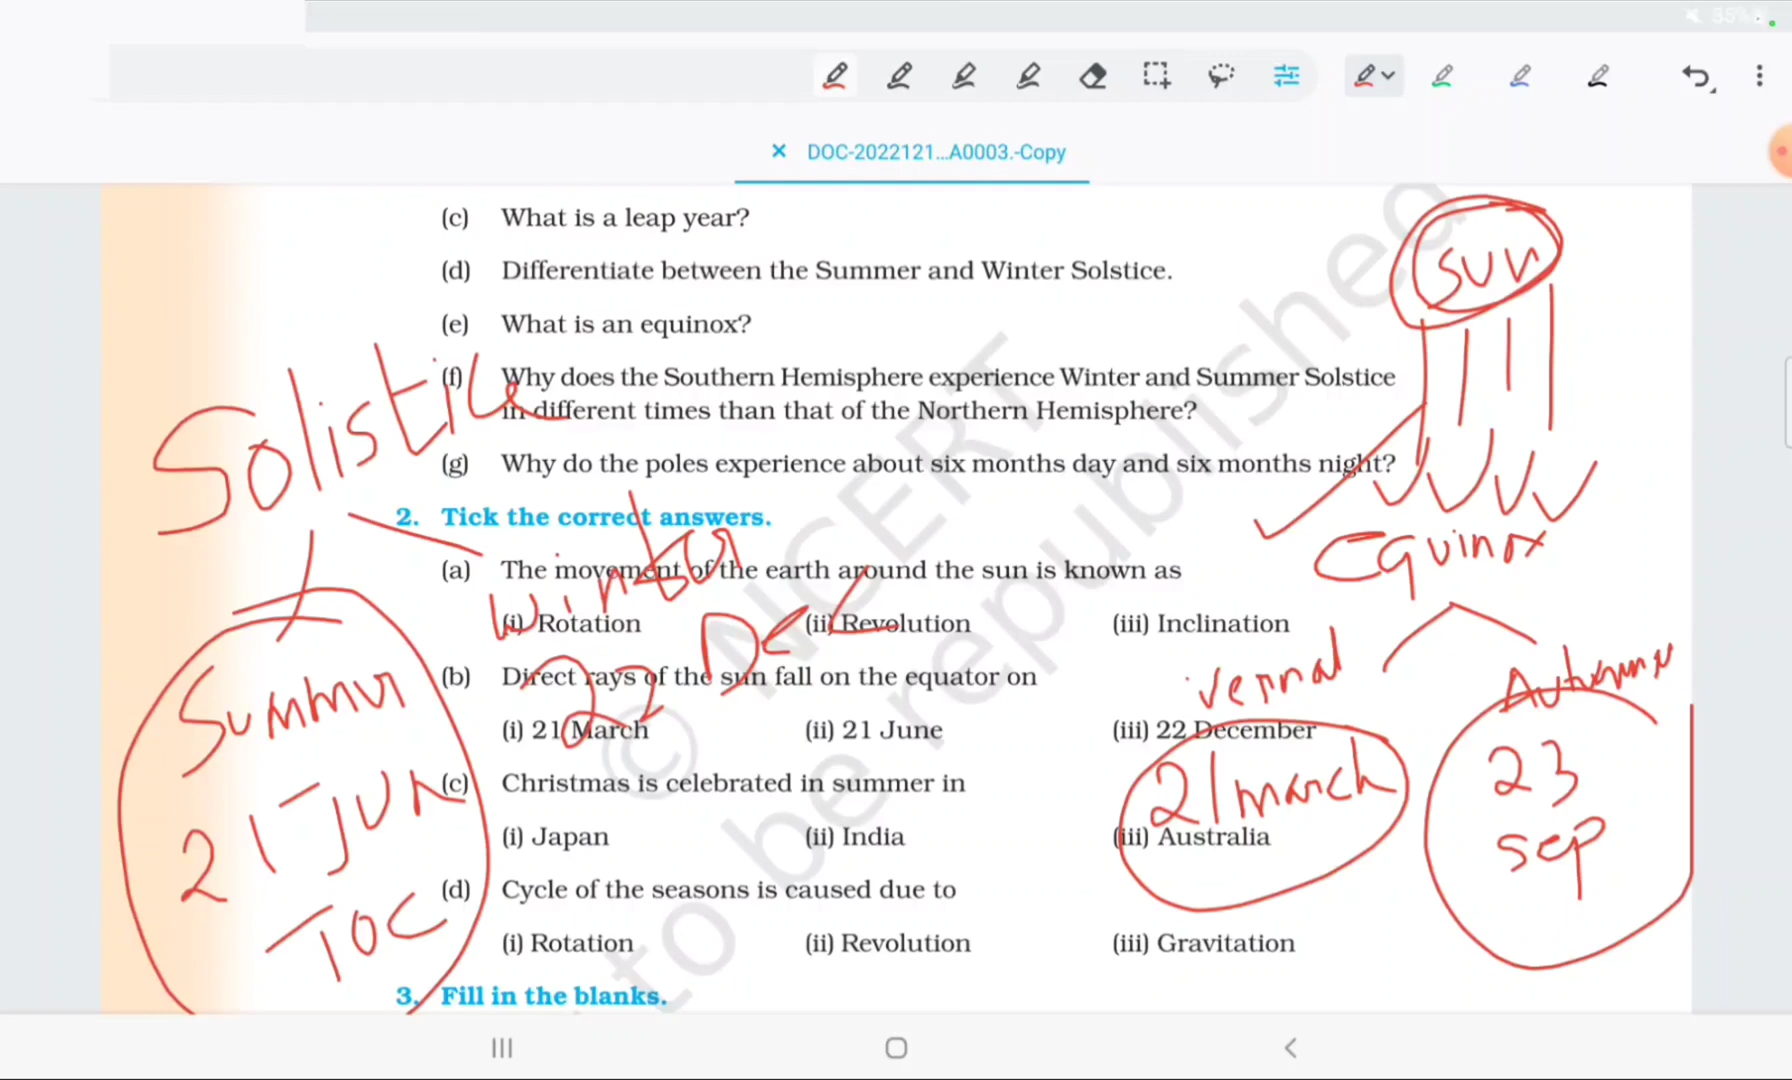 35%
× DOC-2022121...A0003.-Copy
(c) What is a leap year?
(d) Differentiate between the Summer and Winter Solstice.
(e) What is an equinox?
(f) Why does the Southern Hemisphere experience Winter and Summer Solstice
in different times than that of the Northern Hemisphere?
(g) Why do the poles experience about six months day and six months night?
2. Tick the correct answers.
(a) The movement of the earth around the sun is known as
(i) Rotation (ii) Revolution (iii) Inclination
(b) Direct rays of the sun fall on the equator on
(i) 21 March (ii) 21 June (iii) 22 December
(c) Christmas is celebrated in summer in
(i) Japan (ii) India (iii) Australia
(d) Cycle of the seasons is caused due to
(i) Rotation (ii) Revolution (iii) Gravitation
3. Fill in the blanks.
© NCERT
to be republished
sun
Equinox
vernal
21 march
23
sep
winter
22 Dec
21 Jun
TOC